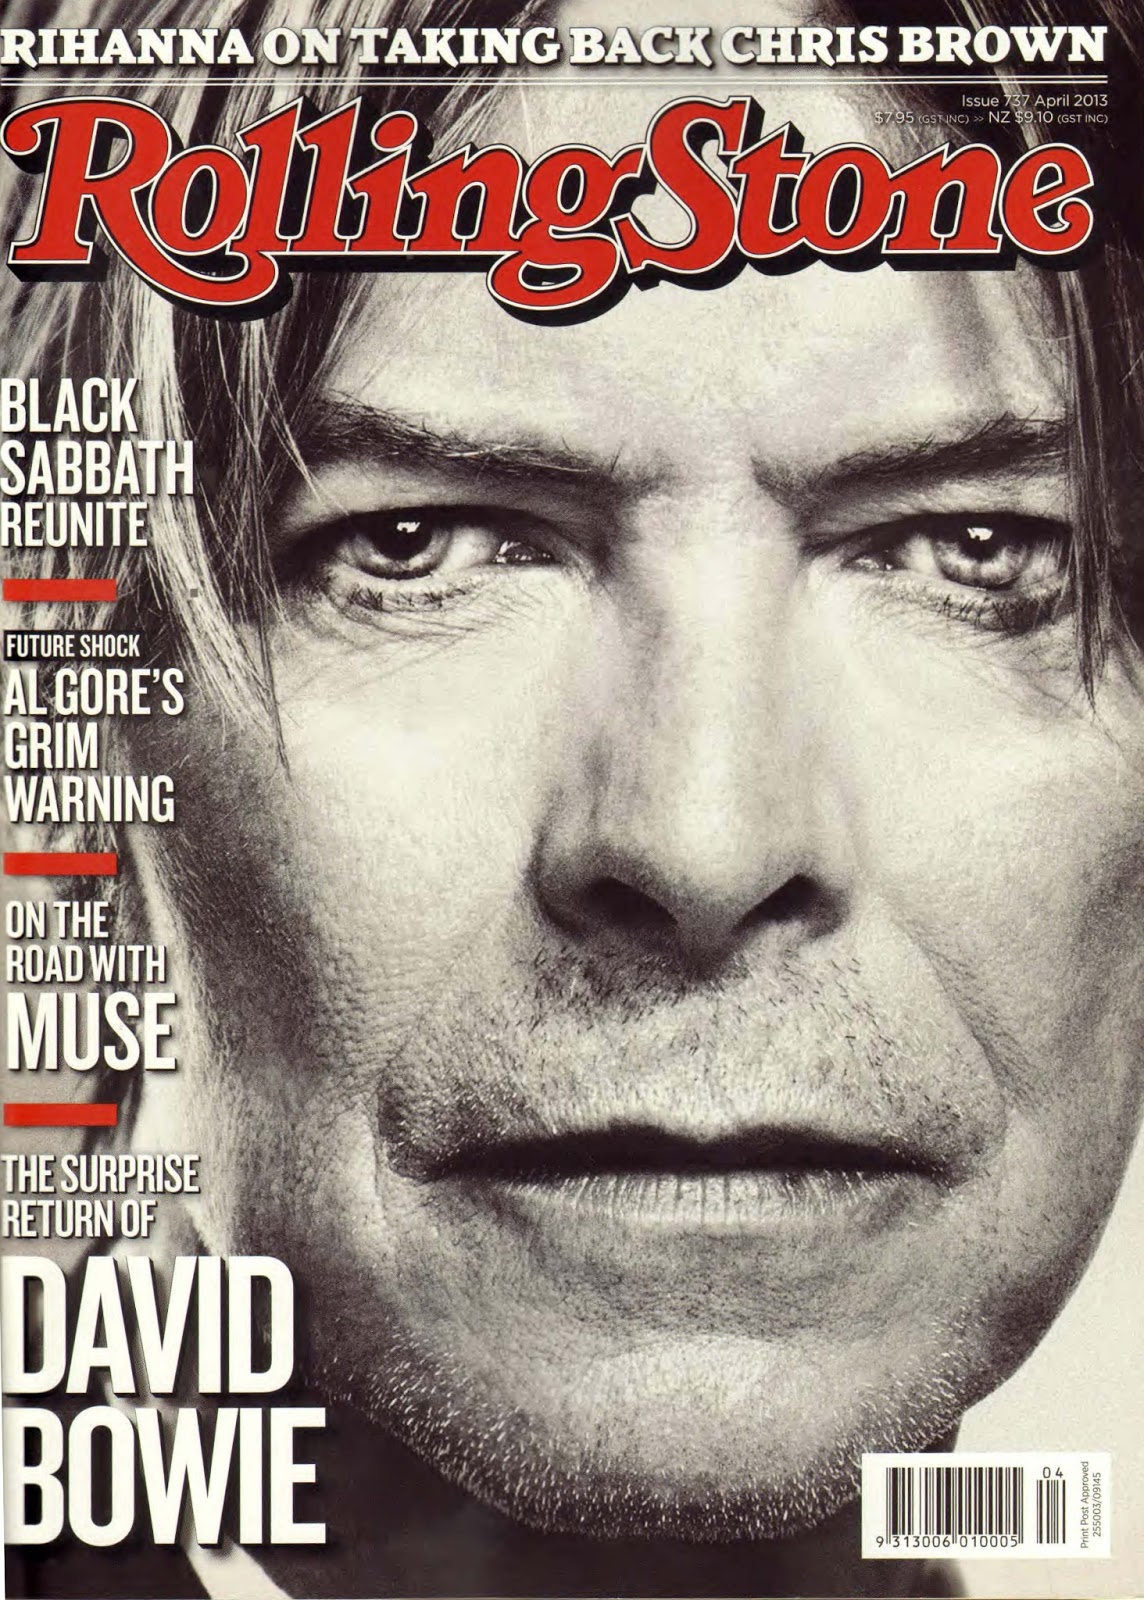 RIHANNA ON TAKING BACK CHRIS BROWN
Issue 737 April 2013
$7.95 (GST INC) >> NZ $9.10 (GST INC)
RollingStone
BLACK
SABBATH
REUNITE
FUTURE SHOCK
AL GORE'S
GRIM
WARNING
ON THE
ROAD WITH
MUSE
THE SURPRISE
RETURN OF
DAVID
BOWIE
04
9 313006 010005
Print Post Approved
255003/09145